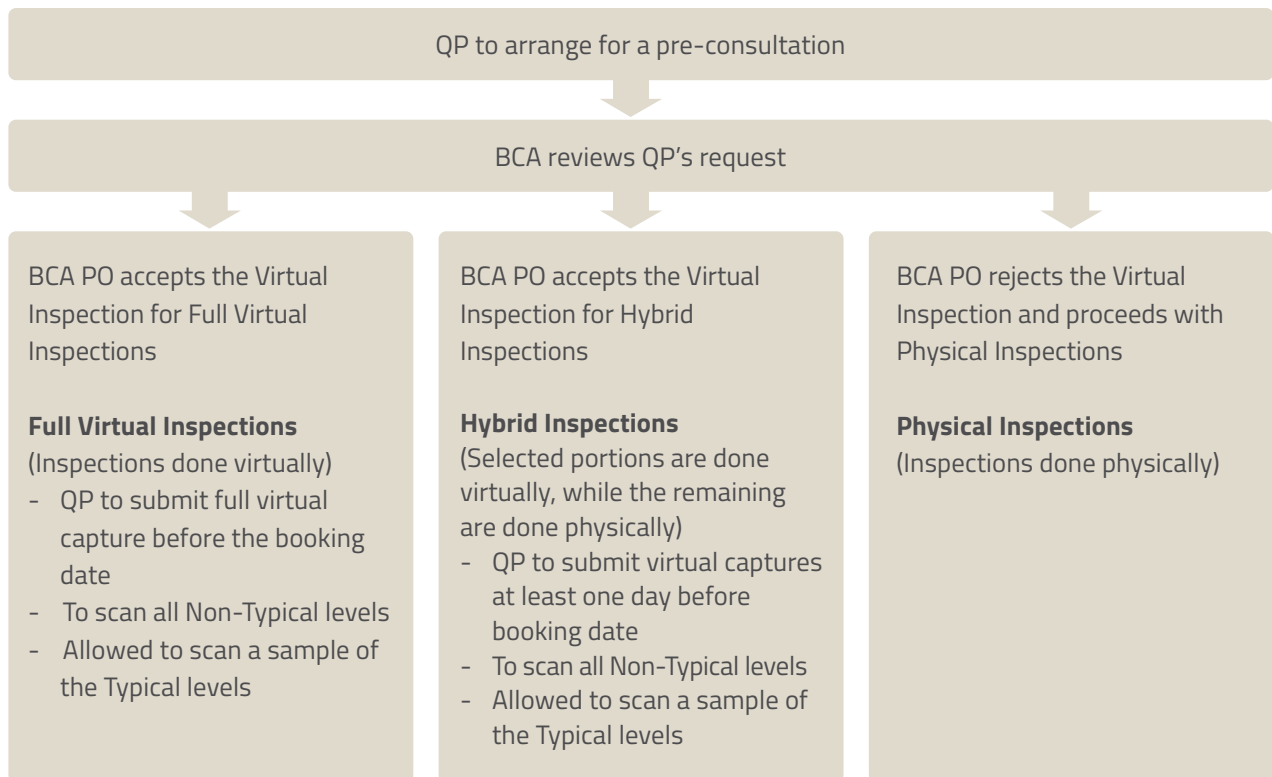 QP to arrange for a pre-consultation
BCA reviews QP's request
BCA PO accepts the Virtual
Inspection for Full Virtual
Inspections
Full Virtual Inspections
(Inspections done virtually)
- QP to submit full virtual
capture before the booking
date
- To scan all Non-Typical levels
- Allowed to scan a sample of
the Typical levels
BCA PO accepts the Virtual
Inspection for Hybrid
Inspections
Hybrid Inspections
(Selected portions are done
virtually, while the remaining
are done physically)
- QP to submit virtual captures
at least one day before
booking date
- To scan all Non-Typical levels
- Allowed to scan a sample of
the Typical levels
BCA PO rejects the Virtual
Inspection and proceeds with
Physical Inspections
Physical Inspections
(Inspections done physically)